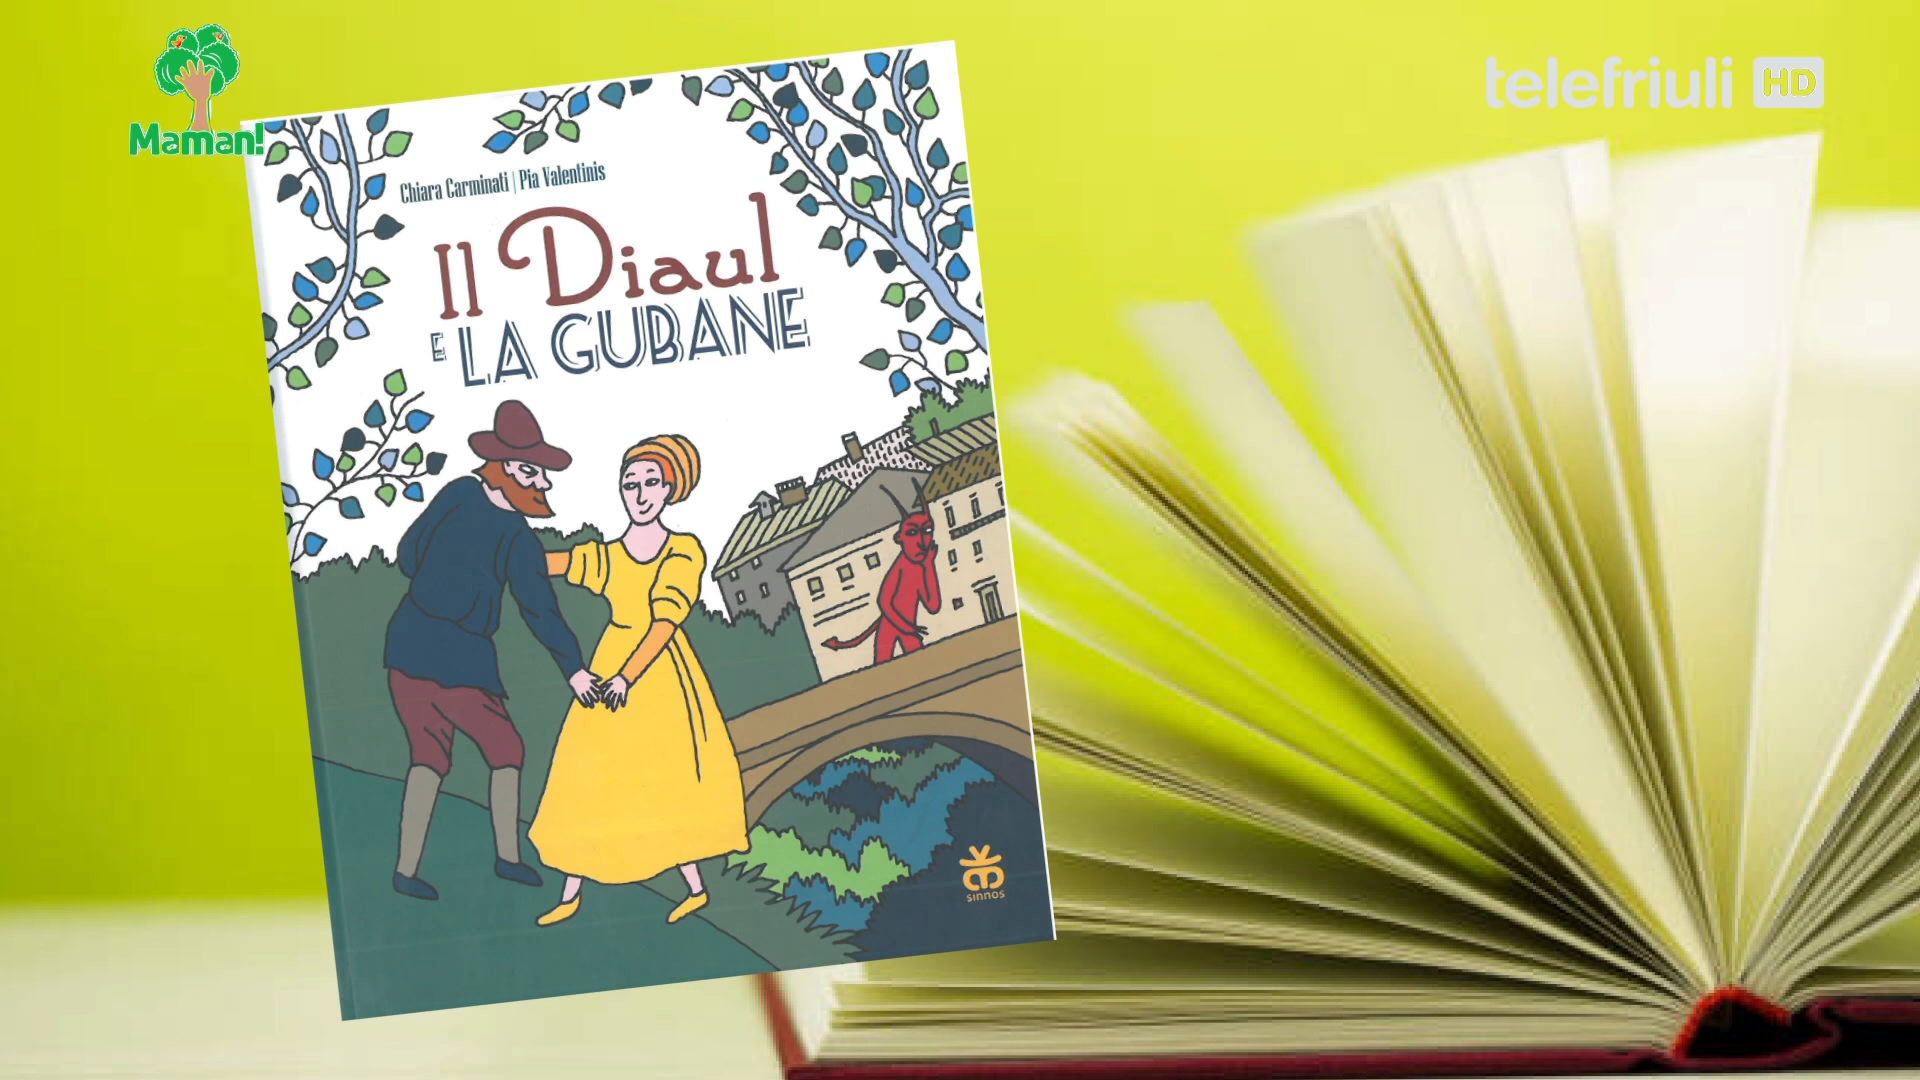 Maman!
telefriuli HD
Chiara Carminati | Pia Valentinis
Il Diaul
E LA GUBANE
sinnos